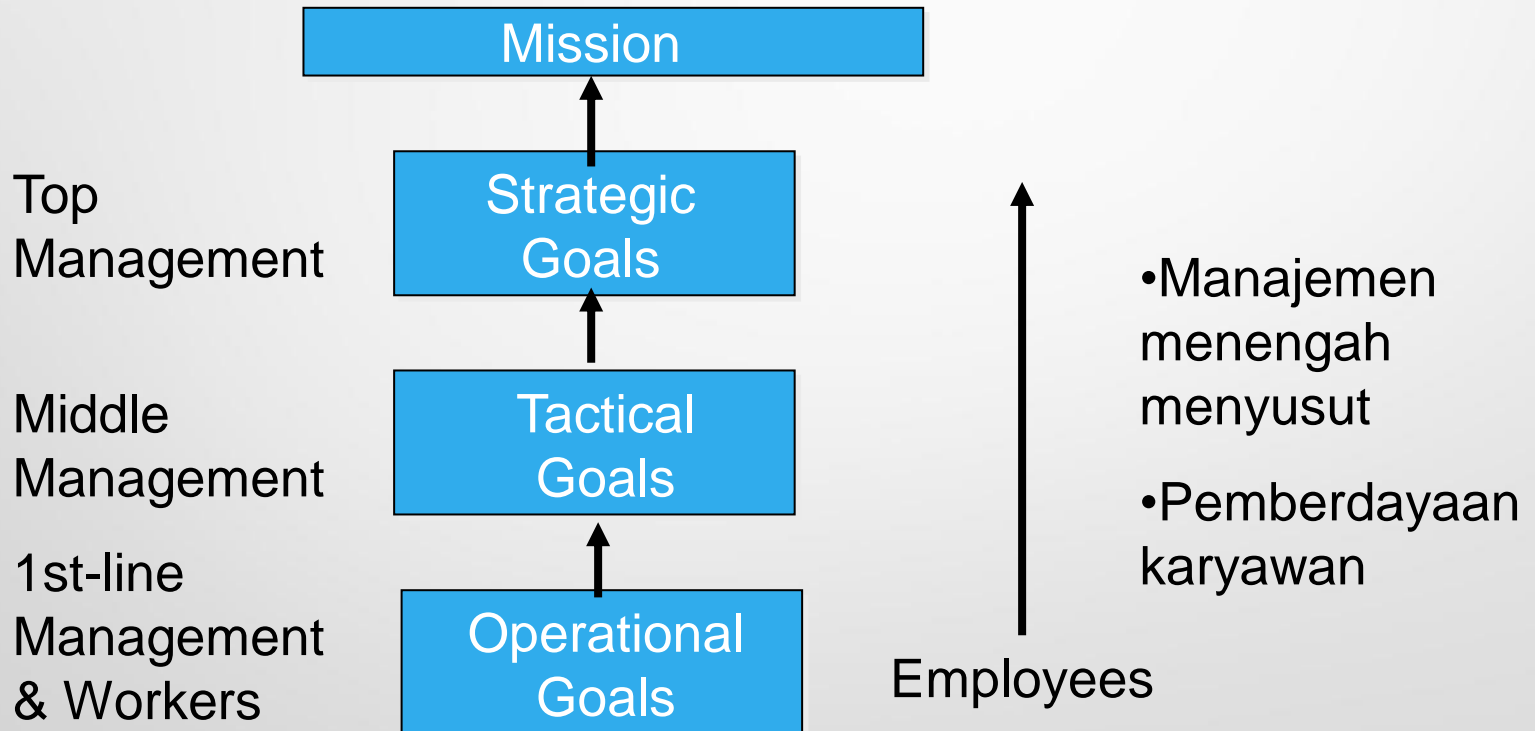 Mission
Top
Management
Strategic
Goals
Middle
Management
Tactical
Goals
1st-line
Management
& Workers
Operational
Goals
Employees
•Manajemen
menengah
menyusut
•Pemberdayaan
karyawan